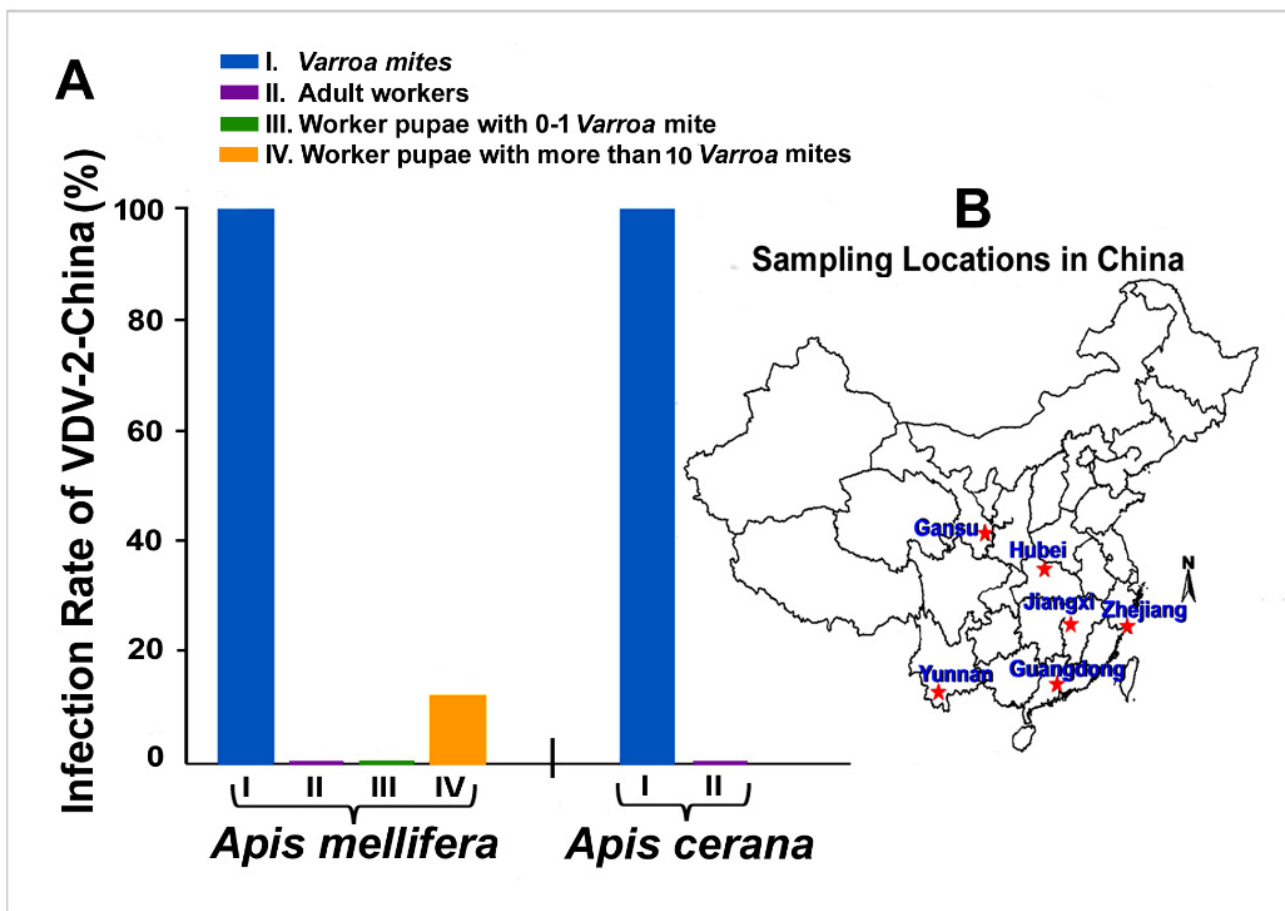 A
I. Varroa mites
II. Adult workers
III. Worker pupae with 0-1 Varroa mite
IV. Worker pupae with more than 10 Varroa mites
Infection Rate of VDV-2-China (%)
100
80
60
40
20
0
I II III IV
I II
Apis mellifera
Apis cerana
B
Sampling Locations in China
Gansu
Hubei
N
Jiangxi
Zhejiang
Yunnan
Guangdong